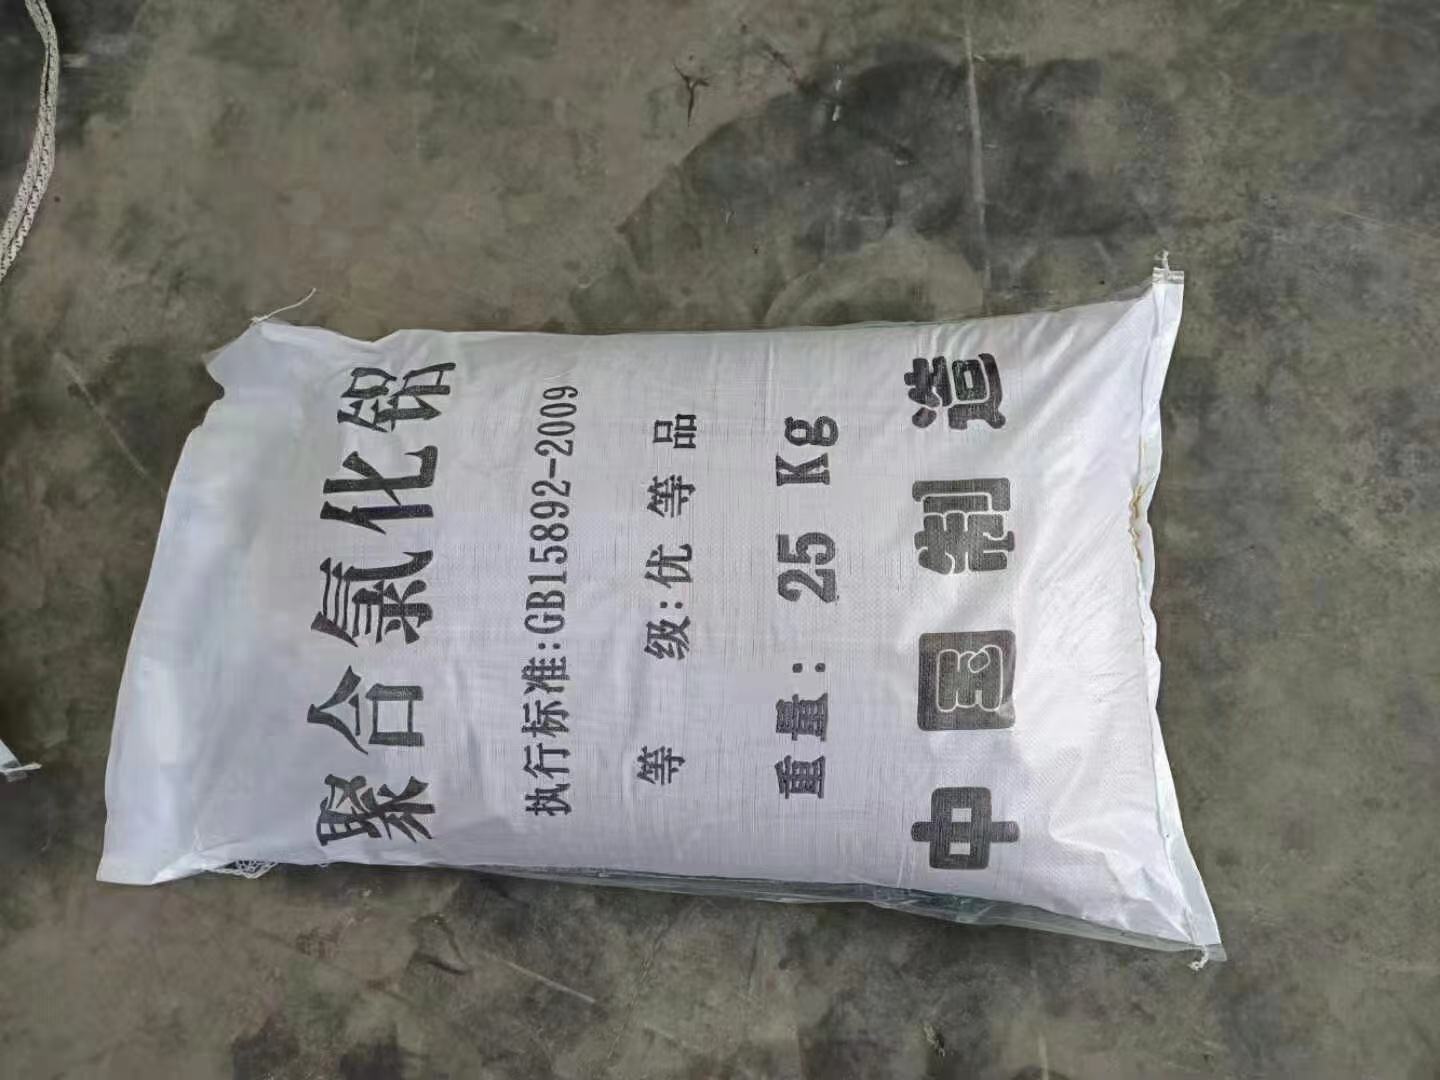 聚合氯化铝
执行标准:GB15892-2009
等 级:优等品
重量: 25 Kg
中国制造